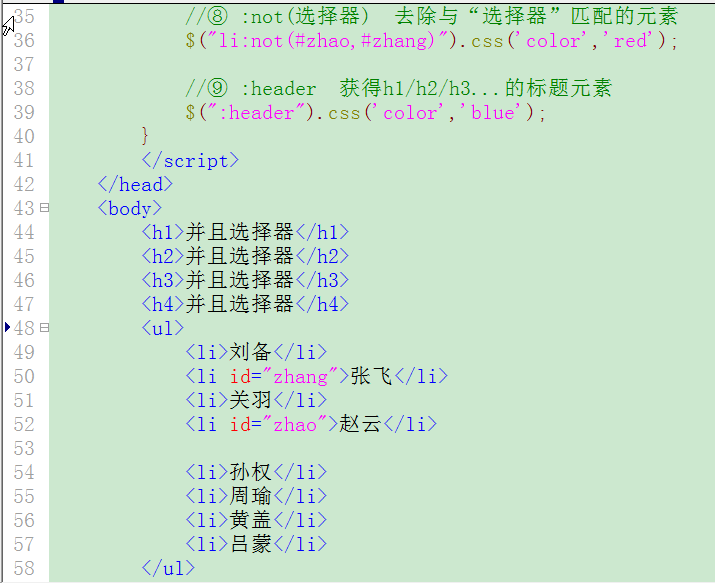 35 //⑧ :not(选择器) 去除与“选择器”匹配的元素
36 $("li:not(#zhao,#zhang)").css('color','red');
37
38 //⑨ :header 获得h1/h2/h3...的标题元素
39 $(":header").css('color','blue');
40 }
41 </script>
42 </head>
43 <body>
44 <h1>并且选择器</h1>
45 <h2>并且选择器</h2>
46 <h3>并且选择器</h3>
47 <h4>并且选择器</h4>
48 <ul>
49 <li>刘备</li>
50 <li id="zhang">张飞</li>
51 <li>关羽</li>
52 <li id="zhao">赵云</li>
53
54 <li>孙权</li>
55 <li>周瑜</li>
56 <li>黄盖</li>
57 <li>吕蒙</li>
58 </ul>